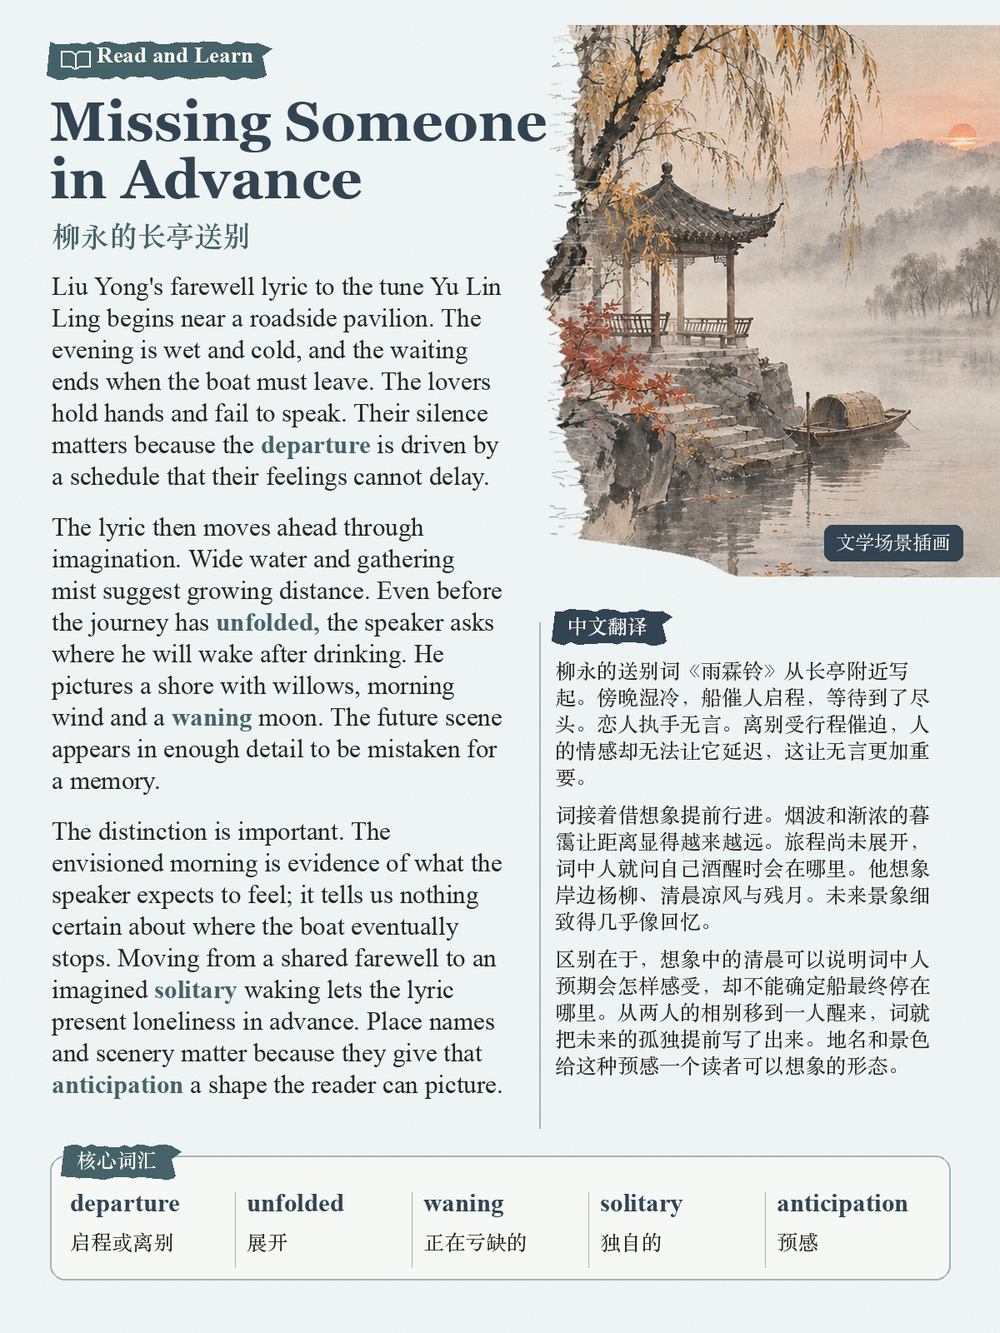 Read and Learn
Missing Someone
in Advance
柳永的长亭送别
Liu Yong's farewell lyric to the tune Yu Lin
Ling begins near a roadside pavilion. The
evening is wet and cold, and the waiting
ends when the boat must leave. The lovers
hold hands and fail to speak. Their silence
matters because the departure is driven by
a schedule that their feelings cannot delay.
The lyric then moves ahead through
imagination. Wide water and gathering
mist suggest growing distance. Even before
the journey has unfolded, the speaker asks
where he will wake after drinking. He
pictures a shore with willows, morning
wind and a waning moon. The future scene
appears in enough detail to be mistaken for
a memory.
The distinction is important. The
envisioned morning is evidence of what the
speaker expects to feel; it tells us nothing
certain about where the boat eventually
stops. Moving from a shared farewell to an
imagined solitary waking lets the lyric
present loneliness in advance. Place names
and scenery matter because they give that
anticipation a shape the reader can picture.
文学场景插画
中文翻译
柳永的送别词《雨霖铃》从长亭附近写
起。傍晚湿冷，船催人启程，等待到了尽
头。恋人执手无言。离别受行程催迫，人
的情感却无法让它延迟，这让无言更加重
要。
词接着借想象提前行进。烟波和渐浓的暮
霭让距离显得越来越远。旅程尚未展开，
词中人就问自己酒醒时会在哪里。他想象
岸边杨柳、清晨凉风与残月。未来景象细
致得几乎像回忆。
区别在于，想象中的清晨可以说明词中人
预期会怎样感受，却不能确定船最终停在
哪里。从两人的相别移到一人醒来，词就
把未来的孤独提前写了出来。地名和景色
给这种预感一个读者可以想象的形态。
核心词汇
departure
启程或离别
unfolded
展开
waning
正在亏缺的
solitary
独自的
anticipation
预感